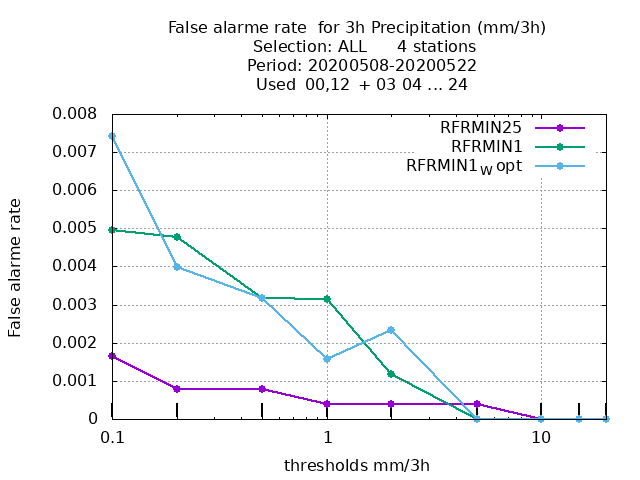 False alarme rate  for 3h Precipitation (mm/3h)
Selection: ALL      4 stations
Period: 20200508-20200522
Used  00,12  + 03 04 ... 24
RFRMIN25
RFRMIN1
RFRMIN1W opt
0.008
0.007
0.006
0.005
0.004
0.003
0.002
0.001
0
False alarme rate
0.1 1 10
thresholds mm/3h